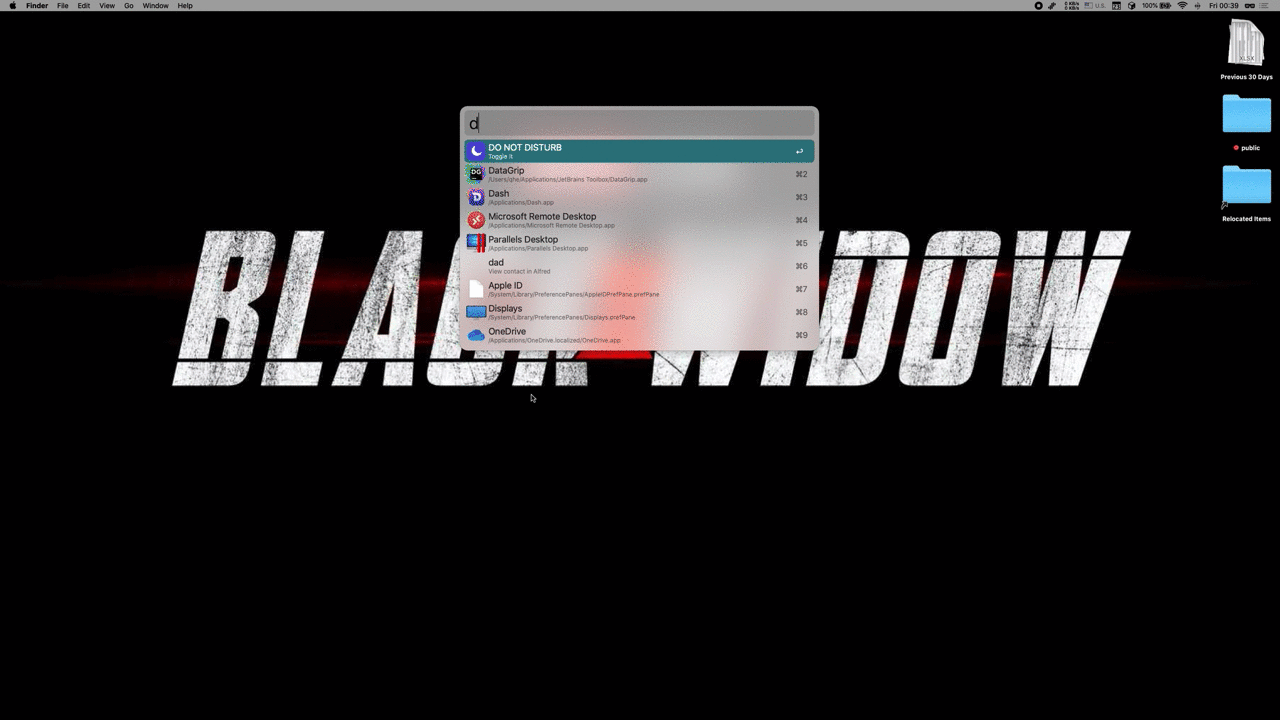 Finder File Edit View Go Window Help
0 KB/s
0 KB/s
U.S.
100%
Fri 00:39
XLSX
Previous 30 Days
public
Relocated Items
d
DO NOT DISTURB
Toggle it
DG
DataGrip
/Users/qhe/Applications/JetBrains Toolbox/DataGrip.app
⌘2
D
Dash
/Applications/Dash.app
⌘3
Microsoft Remote Desktop
/Applications/Microsoft Remote Desktop.app
⌘4
Parallels Desktop
/Applications/Parallels Desktop.app
⌘5
dad
View contact in Alfred
⌘6
Apple ID
/System/Library/PreferencePanes/AppleIDPrefPane.prefPane
⌘7
Displays
/System/Library/PreferencePanes/Displays.prefPane
⌘8
OneDrive
/Applications/OneDrive.localized/OneDrive.app
⌘9
BLACK WIDOW